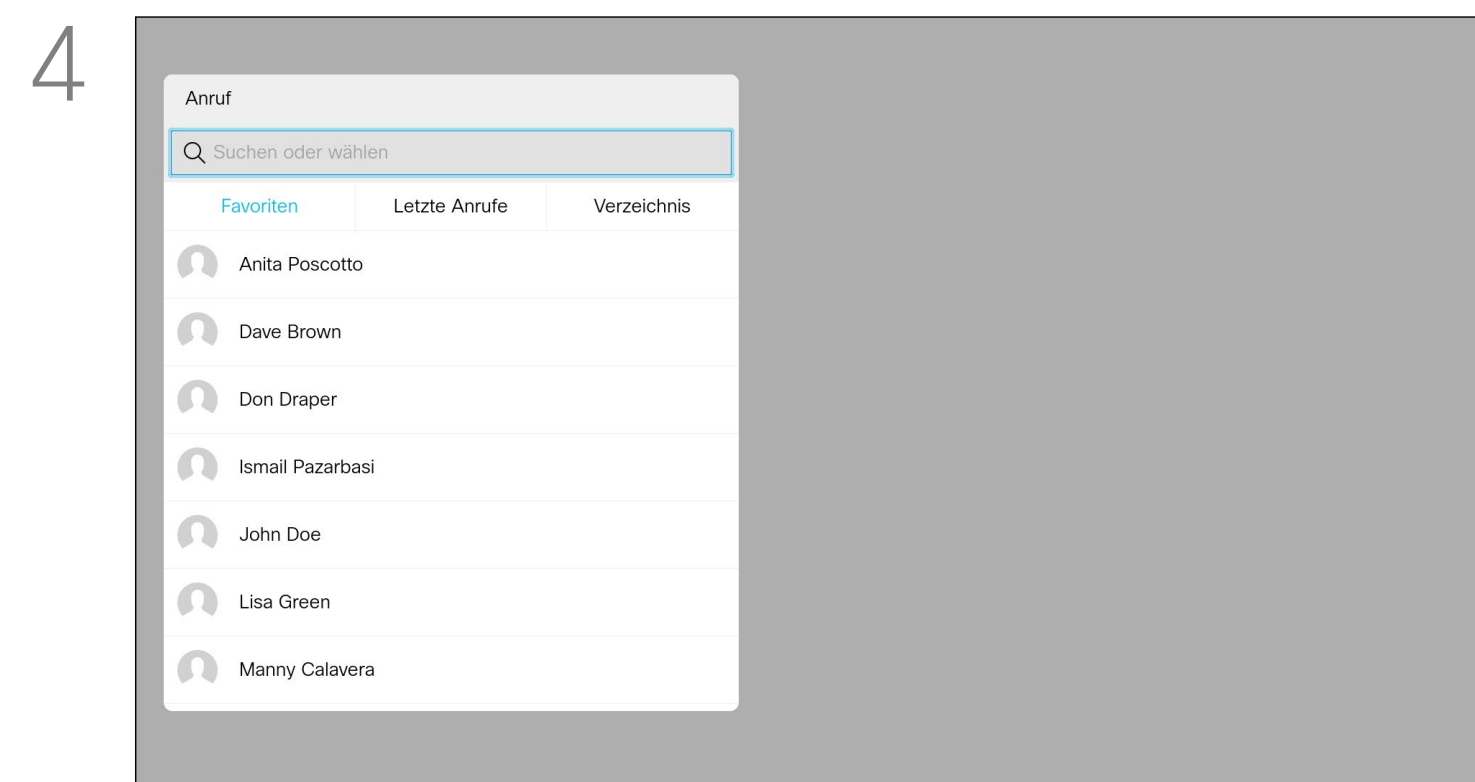 4
Anruf
Suchen oder wählen
Favoriten Letzte Anrufe Verzeichnis
Anita Poscotto
Dave Brown
Don Draper
Ismail Pazarbasi
John Doe
Lisa Green
Manny Calavera